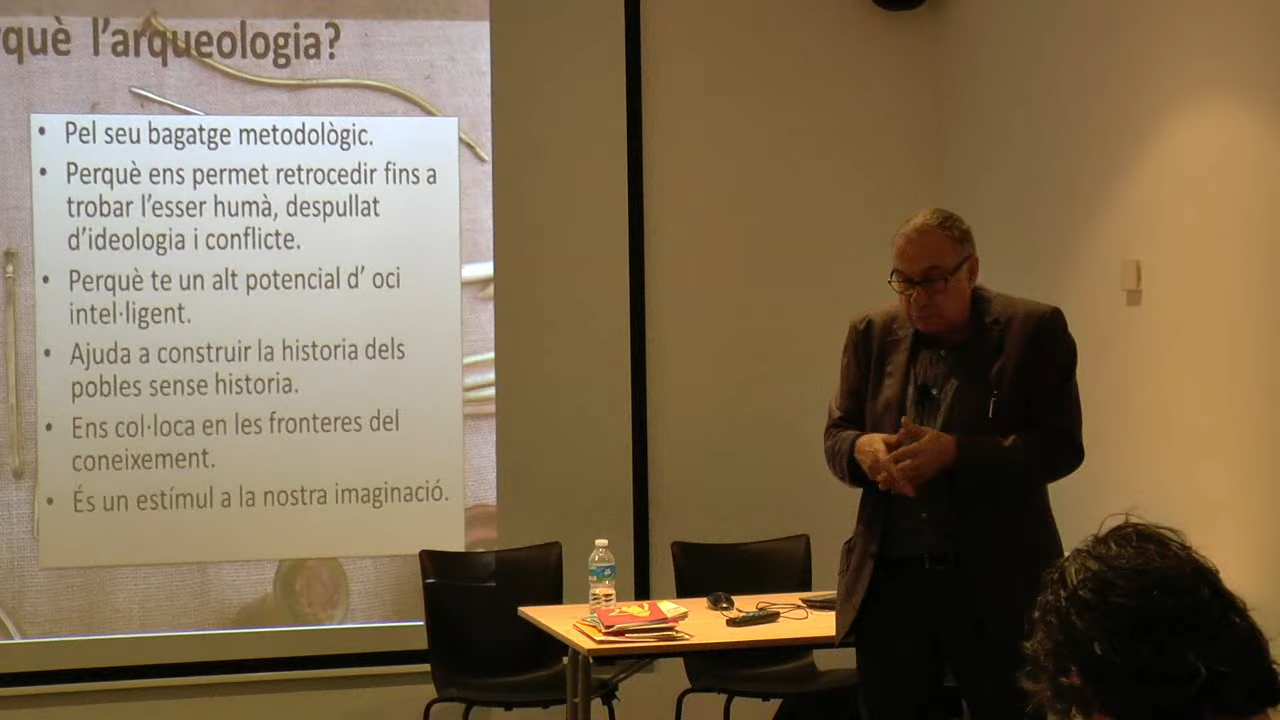 què l'arqueologia?
• Pel seu bagatge metodològic.
• Perquè ens permet retrocedir fins a
trobar l'esser humà, despullat
d'ideologia i conflicte.
• Perquè te un alt potencial d' oci
intel·ligent.
• Ajuda a construir la historia dels
pobles sense historia.
• Ens col·loca en les fronteres del
coneixement.
• És un estímul a la nostra imaginació.